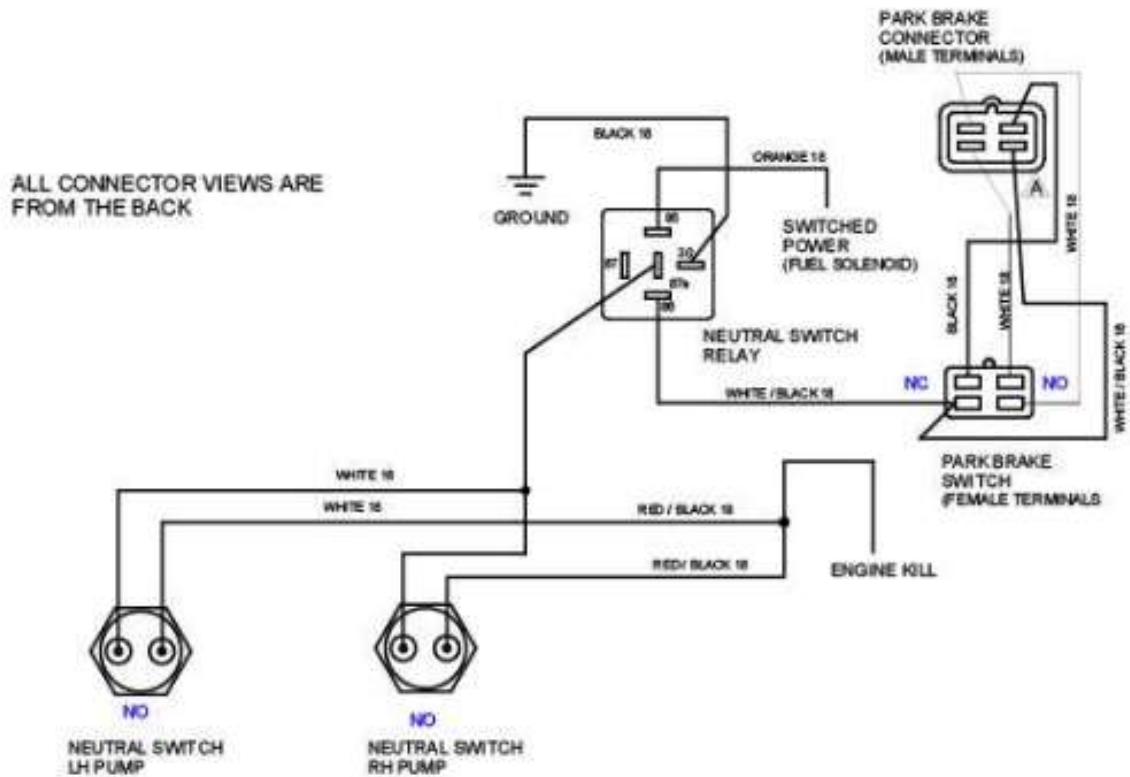 PARK BRAKE
CONNECTOR
(MALE TERMINALS)
BLACK 18
ORANGE 18
ALL CONNECTOR VIEWS ARE
FROM THE BACK
GROUND
A
SWITCHED
POWER
(FUEL SOLENOID)
WHITE 18
87
30
87a
BLACK 18
WHITE 18
NEUTRAL SWITCH
RELAY
WHITE / BLACK 18
NC
NO
WHITE / BLACK 18
PARK BRAKE
SWITCH
(FEMALE TERMINALS
WHITE 18
WHITE 18
RED / BLACK 18
RED / BLACK 18
ENGINE KILL
NO
NO
NEUTRAL SWITCH
LH PUMP
NEUTRAL SWITCH
RH PUMP